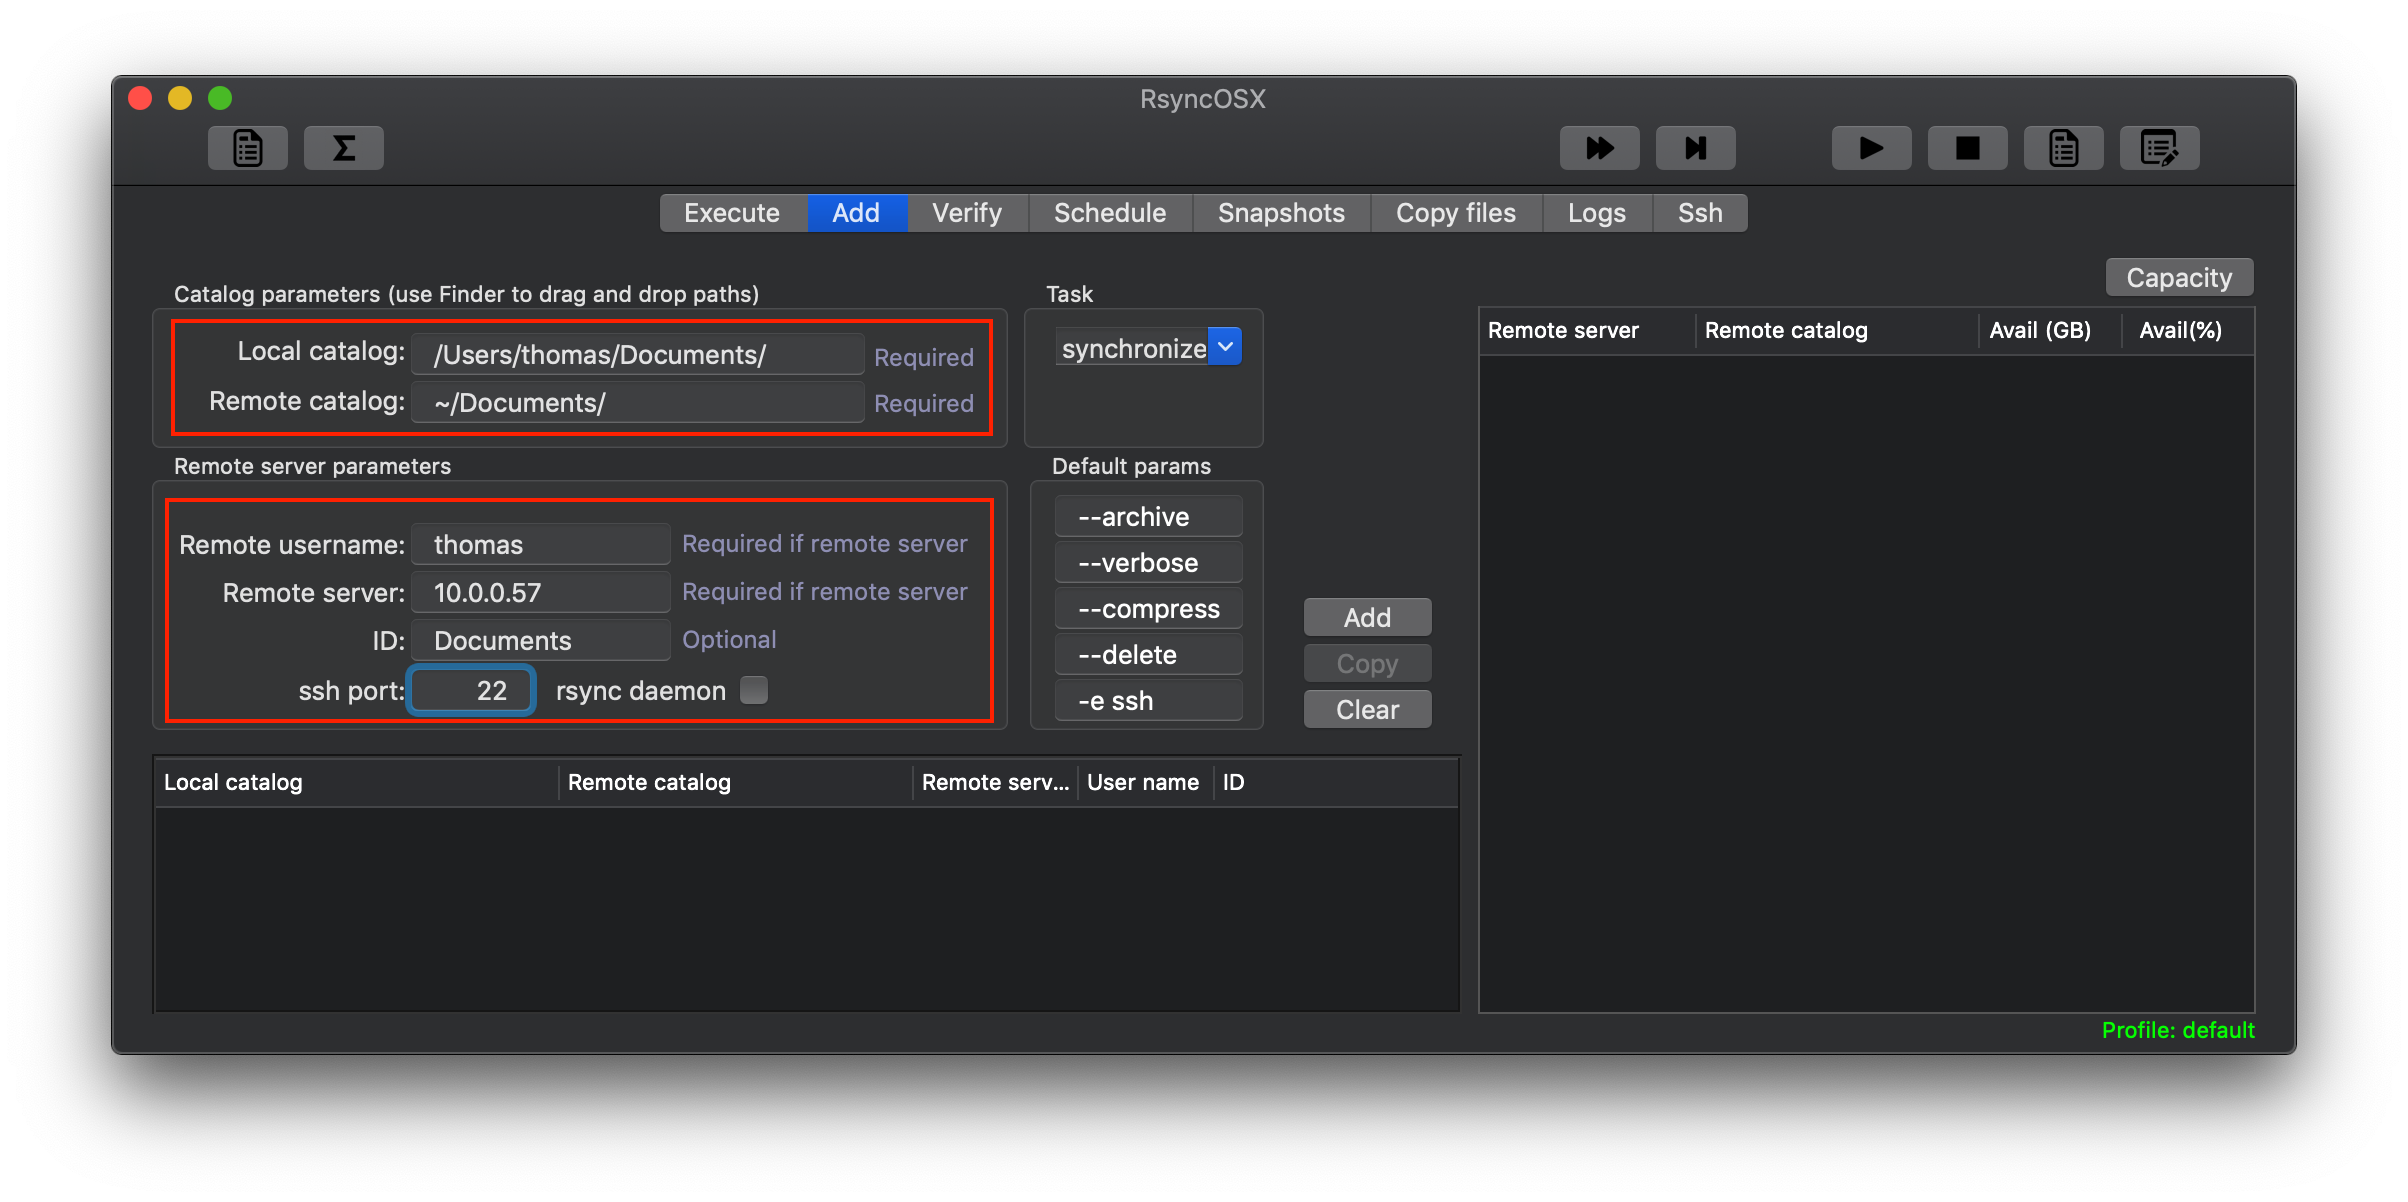 RsyncOSX
Execute Add Verify Schedule Snapshots Copy files Logs Ssh
Capacity
Catalog parameters (use Finder to drag and drop paths)
Local catalog: /Users/thomas/Documents/ Required
Remote catalog: ~/Documents/ Required
Task
synchronize
Remote server parameters
Remote username: thomas Required if remote server
Remote server: 10.0.0.57 Required if remote server
ID: Documents Optional
ssh port: 22 rsync daemon
Default params
--archive
--verbose
--compress
--delete
-e ssh
Add
Copy
Clear
Remote server Remote catalog Avail (GB) Avail(%)
Local catalog Remote catalog Remote serv... User name ID
Profile: default